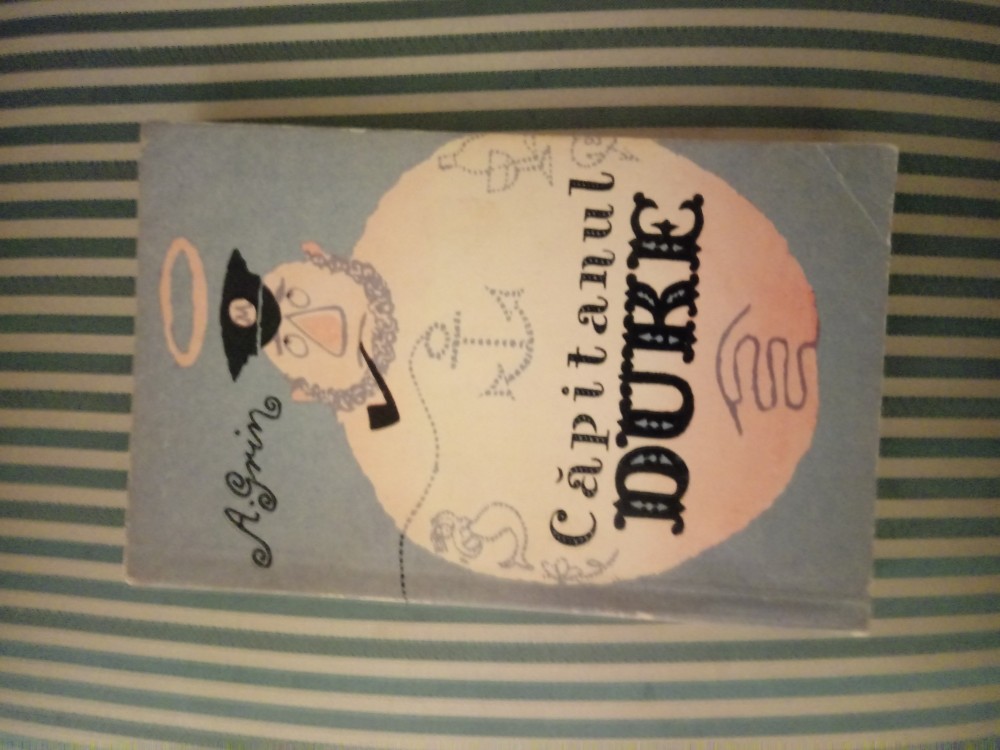 A. Grin
M
Căpitanul
DUKE